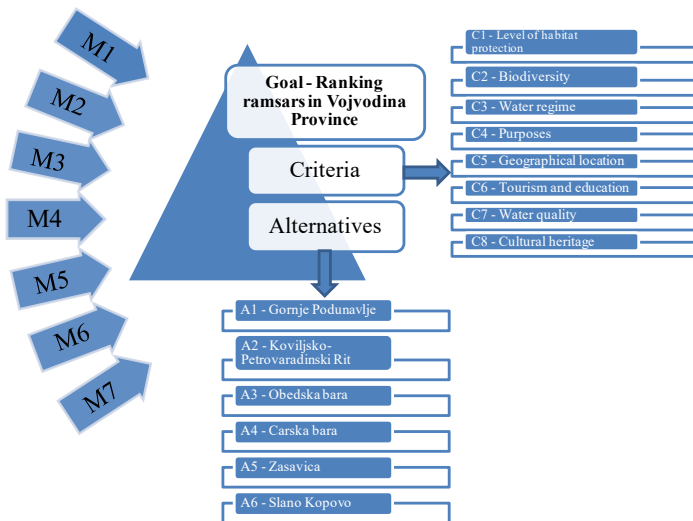 M1
M2
M3
M4
M5
M6
M7
Goal - Ranking
ramsars in Vojvodina
Province
Criteria
Alternatives
C1 - Level of habitat
protection
C2 - Biodiversity
C3 - Water regime
C4 - Purposes
C5 - Geographical location
C6 - Tourism and education
C7 - Water quality
C8 - Cultural heritage
A1 - Gornje Podunavlje
A2 - Koviljsko-
Petrovaradinski Rit
A3 - Obedska bara
A4 - Carska bara
A5 - Zasavica
A6 - Slano Kopovo